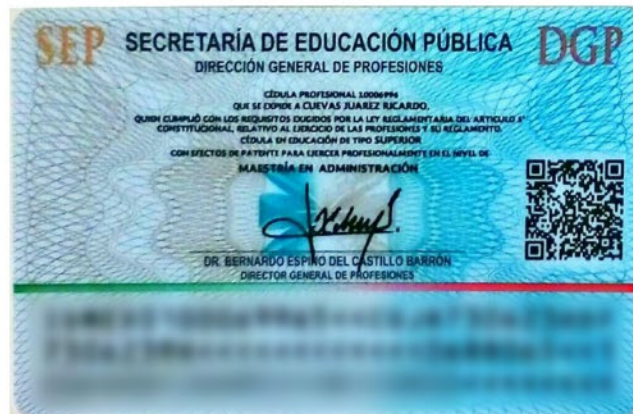 SEP SECRETARÍA DE EDUCACIÓN PÚBLICA DGP
DIRECCIÓN GENERAL DE PROFESIONES
CÉDULA PROFESIONAL 10006994
QUE SE EXPIDE A CUEVAS JUAREZ RICARDO,
QUIEN CUMPLIÓ CON LOS REQUISITOS EXIGIDOS POR LA LEY REGLAMENTARIA DEL ARTÍCULO 5°
CONSTITUCIONAL, RELATIVO AL EJERCICIO DE LAS PROFESIONES Y SU REGLAMENTO.
CÉDULA EN EDUCACIÓN DE TIPO SUPERIOR
CON EFECTOS DE PATENTE PARA EJERCER PROFESIONALMENTE EN EL NIVEL DE
MAESTRÍA EN ADMINISTRACIÓN
DR. BERNARDO ESPINO DEL CASTILLO BARRÓN
DIRECTOR GENERAL DE PROFESIONES